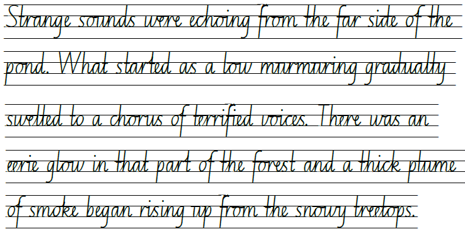 Strange sounds were echoing from the far side of the
pond. What started as a low murmuring gradually
swelled to a chorus of terrified voices. There was an
eerie glow in that part of the forest and a thick plume
of smoke began rising up from the snowy treetops.